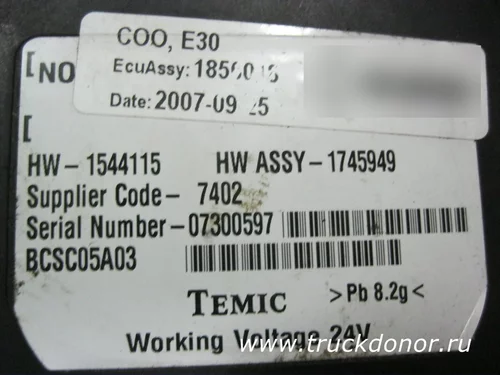 COO, E30
EcuAssy:
Date: 2007-09
[NO
[
HW-1544115 HW ASSY-1745949
Supplier Code- 7402
Serial Number-07300597
BCSC05A03
TEMIC >Pb 8.2g<
Working Voltage 24V
www.truckdonor.ru